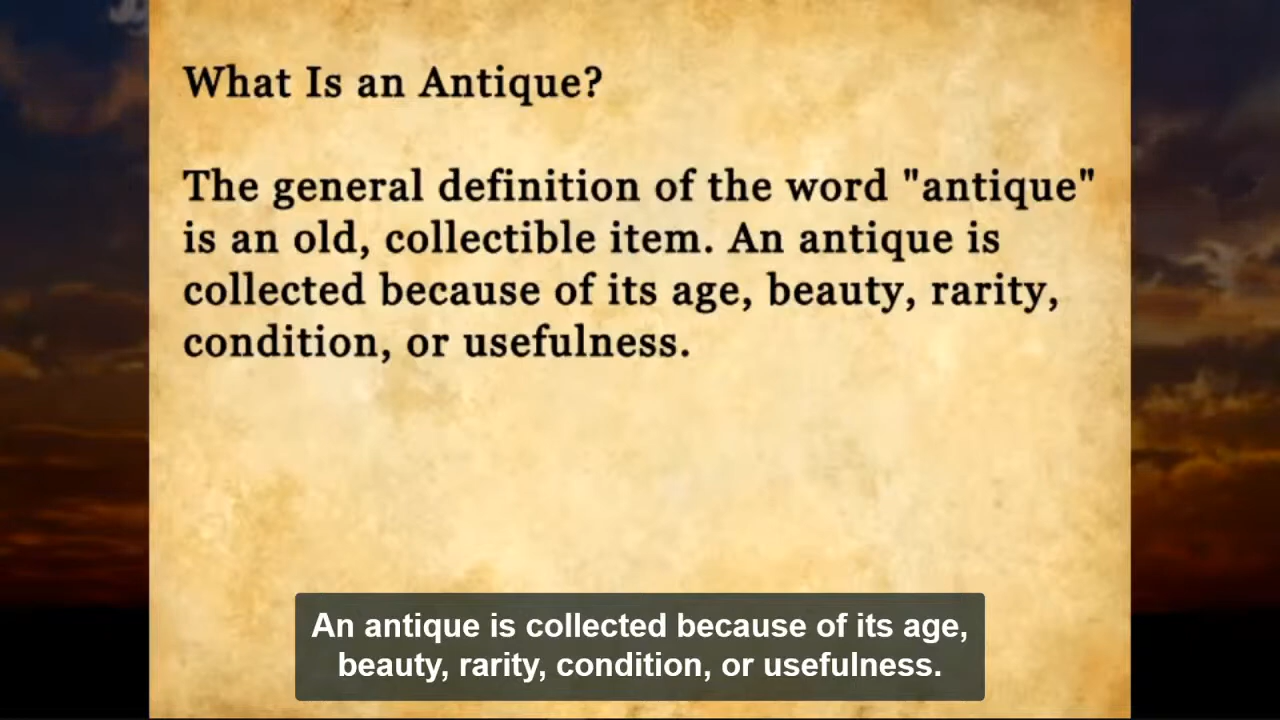 What Is an Antique?
The general definition of the word "antique"
is an old, collectible item. An antique is
collected because of its age, beauty, rarity,
condition, or usefulness.
An antique is collected because of its age,
beauty, rarity, condition, or usefulness.